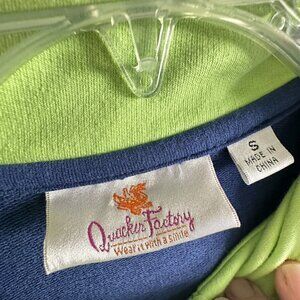 Quacker Factory
Wear it with a smile
S
MADE IN
CHINA